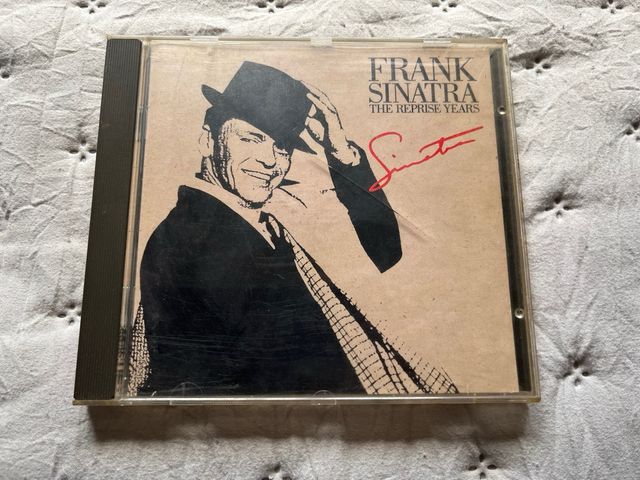 FRANK
SINATRA
THE REPRISE YEARS
Sinatra